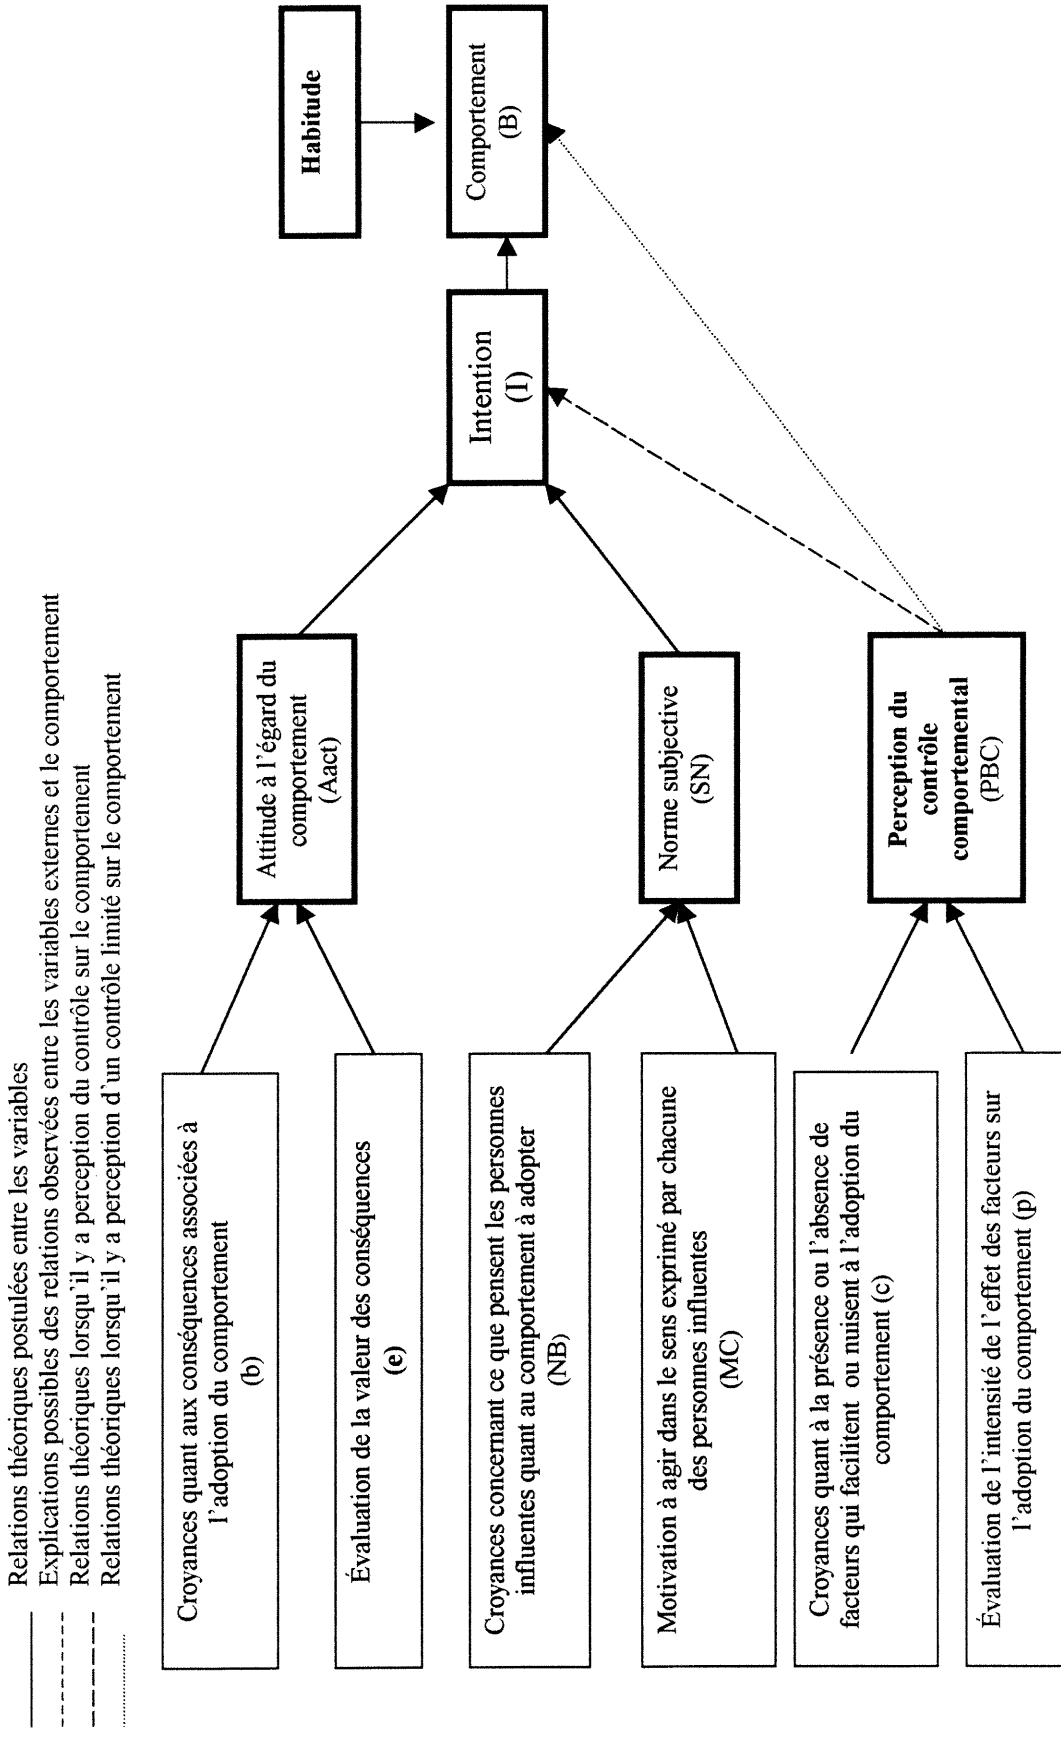 Relations théoriques postulées entre les variables
Explications possibles des relations observées entre les variables externes et le comportement
Relations théoriques lorsqu'il y a perception du contrôle sur le comportement
Relations théoriques lorsqu'il y a perception d'un contrôle limité sur le comportement
Croyances quant aux conséquences associées à
l'adoption du comportement
(b)
Évaluation de la valeur des conséquences
(e)
Croyances concernant ce que pensent les personnes
influentes quant au comportement à adopter
(NB)
Motivation à agir dans le sens exprimé par chacune
des personnes influentes
(MC)
Croyances quant à la présence ou l'absence de
facteurs qui facilitent ou nuisent à l'adoption du
comportement (c)
Évaluation de l'intensité de l'effet des facteurs sur
l'adoption du comportement (p)
Attitude à l'égard du
comportement
(Aact)
Norme subjective
(SN)
Perception du
contrôle
comportemental
(PBC)
Intention
(I)
Habitude
Comportement
(B)